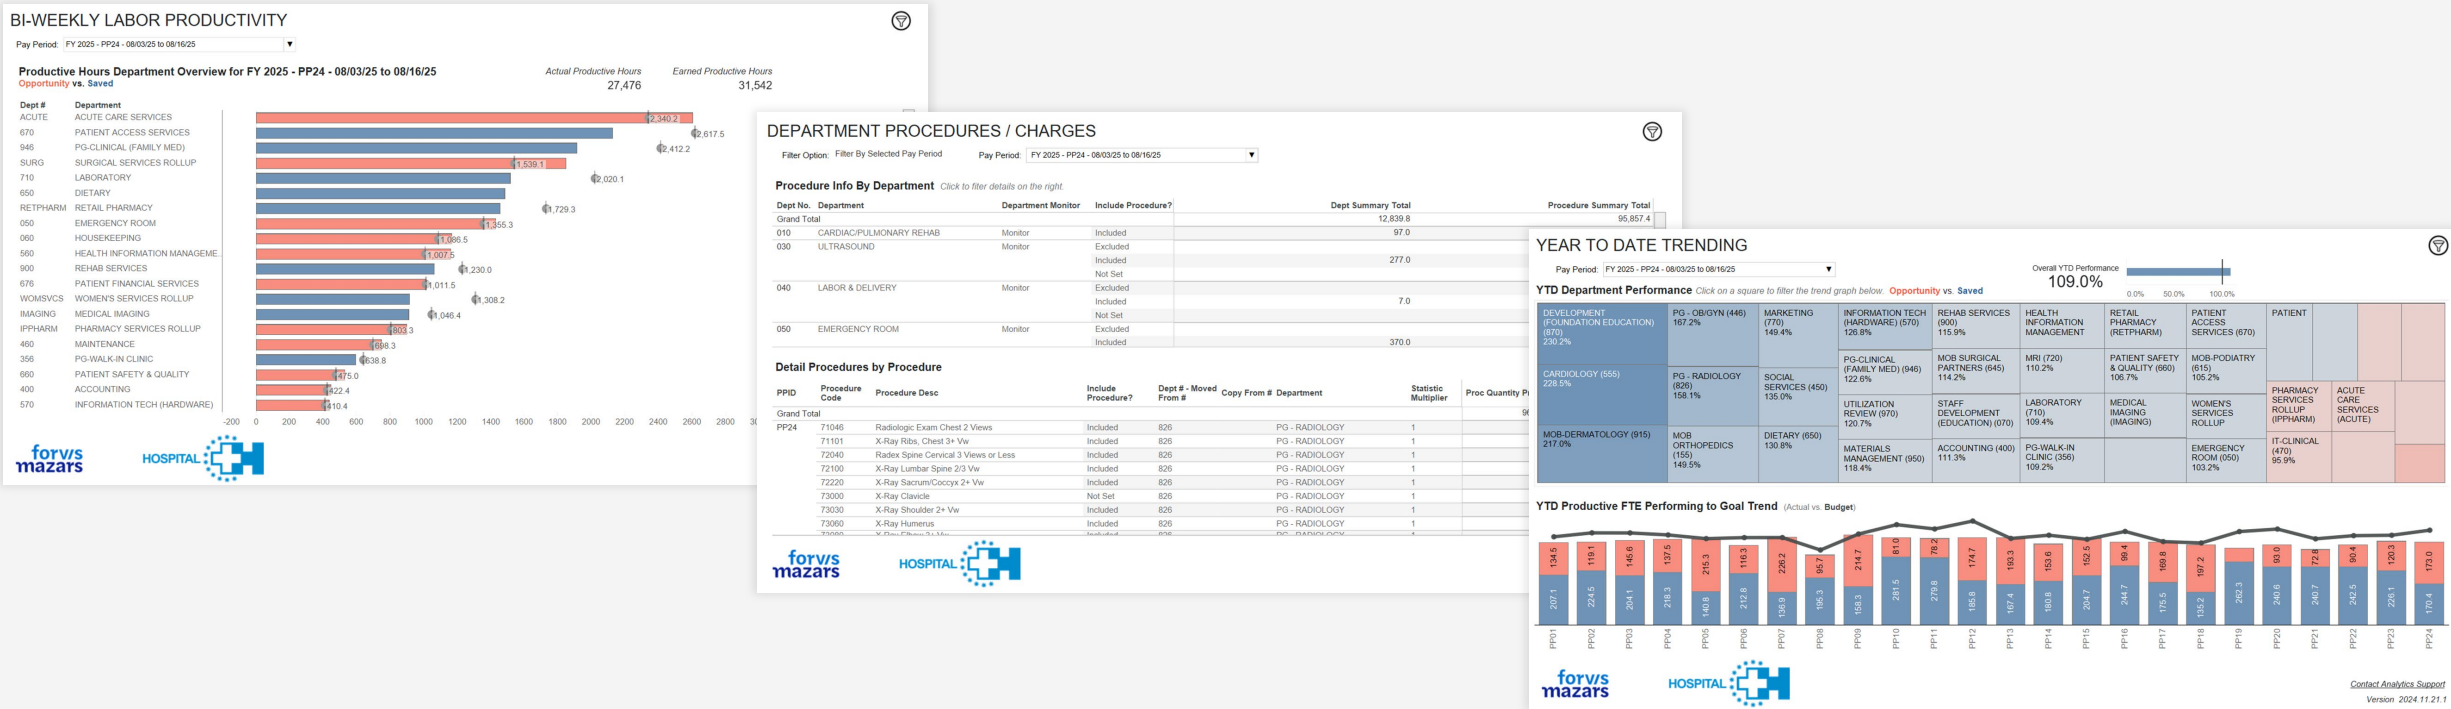 BI-WEEKLY LABOR PRODUCTIVITY
Pay Period: FY 2025 - PP24 - 08/03/25 to 08/16/25
Productive Hours Department Overview for FY 2025 - PP24 - 08/03/25 to 08/16/25
Opportunity vs. Saved
Actual Productive Hours Earned Productive Hours
27,476 31,542
Dept # Department
ACUTE ACUTE CARE SERVICES 2,340.2
670 PATIENT ACCESS SERVICES 2,617.5
946 PG-CLINICAL (FAMILY MED) 2,412.2
SURG SURGICAL SERVICES ROLLUP 1,539.1
710 LABORATORY 2,020.1
650 DIETARY
RETPHARM RETAIL PHARMACY 1,729.3
050 EMERGENCY ROOM 1,355.3
060 HOUSEKEEPING 1,086.5
560 HEALTH INFORMATION MANAGEME.. 1,007.5
900 REHAB SERVICES 1,230.0
676 PATIENT FINANCIAL SERVICES 1,011.5
WOMSVCS WOMEN'S SERVICES ROLLUP 1,308.2
IMAGING MEDICAL IMAGING 1,046.4
IPPHARM PHARMACY SERVICES ROLLUP 803.3
460 MAINTENANCE 698.3
356 PG-WALK-IN CLINIC 638.8
660 PATIENT SAFETY & QUALITY 475.0
400 ACCOUNTING 422.4
570 INFORMATION TECH (HARDWARE) 410.4
-200 0 200 400 600 800 1000 1200 1400 1600 1800 2000 2200 2400 2600 2800 30
forvis
mazars
HOSPITAL
DEPARTMENT PROCEDURES / CHARGES
Filter Option: Filter By Selected Pay Period Pay Period: FY 2025 - PP24 - 08/03/25 to 08/16/25
Procedure Info By Department Click to filter details on the right.
Dept No. Department Department Monitor Include Procedure? Dept Summary Total Procedure Summary Total
Grand Total 12,839.8 95,857.4
010 CARDIAC/PULMONARY REHAB Monitor Included 97.0
030 ULTRASOUND Monitor Excluded
Included 277.0
Not Set
040 LABOR & DELIVERY Monitor Excluded
Included 7.0
Not Set
050 EMERGENCY ROOM Monitor Excluded
Included 370.0
Detail Procedures by Procedure
PPID Procedure Code Procedure Desc Include Procedure? Dept # - Moved From # Copy From # Department Statistic Multiplier Proc Quantity P
Grand Total 9
PP24 71046 Radiologic Exam Chest 2 Views Included 826 PG - RADIOLOGY 1
71101 X-Ray Ribs, Chest 3+ Vw Included 826 PG - RADIOLOGY 1
72040 Radex Spine Cervical 3 Views or Less Included 826 PG - RADIOLOGY 1
72100 X-Ray Lumbar Spine 2/3 Vw Included 826 PG - RADIOLOGY 1
72220 X-Ray Sacrum/Coccyx 2+ Vw Included 826 PG - RADIOLOGY 1
73000 X-Ray Clavicle Not Set 826 PG - RADIOLOGY 1
73030 X-Ray Shoulder 2+ Vw Included 826 PG - RADIOLOGY 1
73060 X-Ray Humerus Included 826 PG - RADIOLOGY 1
forvis
mazars
HOSPITAL
YEAR TO DATE TRENDING
Pay Period: FY 2025 - PP24 - 08/03/25 to 08/16/25
Overall YTD Performance
109.0%
0.0% 50.0% 100.0%
YTD Department Performance Click on a square to filter the trend graph below. Opportunity vs. Saved
DEVELOPMENT
(FOUNDATION EDUCATION)
(870)
230.2%
CARDIOLOGY (555)
228.5%
MOB-DERMATOLOGY (915)
217.0%
PG - OB/GYN (446)
167.2%
PG - RADIOLOGY
(826)
158.1%
MOB
ORTHOPEDICS
(155)
149.5%
MARKETING
(770)
149.4%
SOCIAL
SERVICES (450)
135.0%
DIETARY (650)
130.8%
INFORMATION TECH
(HARDWARE) (570)
126.8%
PG-CLINICAL
(FAMILY MED) (946)
122.6%
UTILIZATION
REVIEW (970)
120.7%
MATERIALS
MANAGEMENT (950)
118.4%
REHAB SERVICES
(900)
115.9%
MOB SURGICAL
PARTNERS (645)
114.2%
STAFF
DEVELOPMENT
(EDUCATION) (070)
ACCOUNTING (400)
111.3%
HEALTH
INFORMATION
MANAGEMENT
MRI (720)
110.2%
LABORATORY
(710)
109.4%
PG-WALK-IN
CLINIC (356)
109.2%
RETAIL
PHARMACY
(RETPHARM)
PATIENT SAFETY
& QUALITY (660)
106.7%
MEDICAL
IMAGING
(IMAGING)
PATIENT
ACCESS
SERVICES (670)
MOB-PODIATRY
(615)
105.2%
WOMEN'S
SERVICES
ROLLUP
EMERGENCY
ROOM (050)
103.2%
PATIENT
PHARMACY
SERVICES
ROLLUP
(IPPHARM)
IT-CLINICAL
(470)
95.9%
ACUTE
CARE
SERVICES
(ACUTE)
YTD Productive FTE Performing to Goal Trend (Actual vs. Budget)
134.5 119.1 145.6 137.5 215.3 116.3 226.2 95.7 214.7 81.0 78.2 174.7 193.3 153.6 152.5 99.4 169.8 197.2 93.0 72.8 90.4 120.3 173.0
207.1 224.5 204.1 218.3 140.8 212.8 136.9 195.3 158.3 281.5 279.8 185.8 167.4 180.8 204.7 244.7 175.5 135.2 262.3 240.6 240.7 242.5 226.1 170.4
PP01 PP02 PP03 PP04 PP05 PP06 PP07 PP08 PP09 PP10 PP11 PP12 PP13 PP14 PP15 PP16 PP17 PP18 PP19 PP20 PP21 PP22 PP23 PP24
forvis
mazars
HOSPITAL
Contact Analytics Support
Version 2024.11.21.1